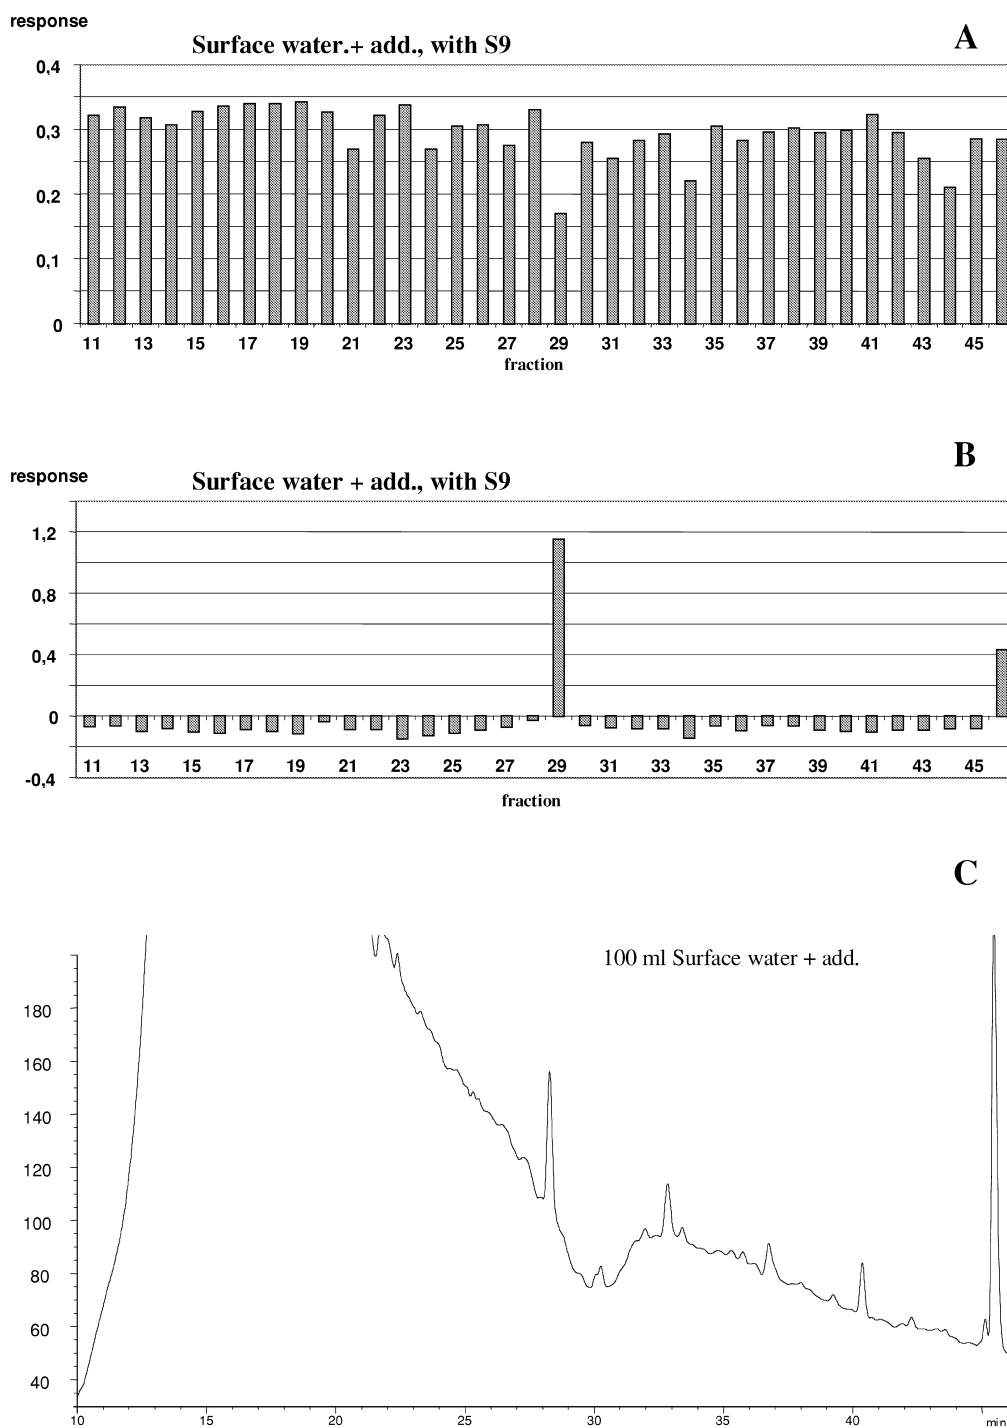 response
A
Surface water.+ add., with S9
0,4
0,3
0,2
0,1
0
11 13 15 17 19 21 23 25 27 29 31 33 35 37 39 41 43 45
fraction
B
response
Surface water + add., with S9
1,2
0,8
0,4
0
-0,4
11 13 15 17 19 21 23 25 27 29 31 33 35 37 39 41 43 45
fraction
C
100 ml Surface water + add.
180
160
140
120
100
80
60
40
10 15 20 25 30 35 40 min